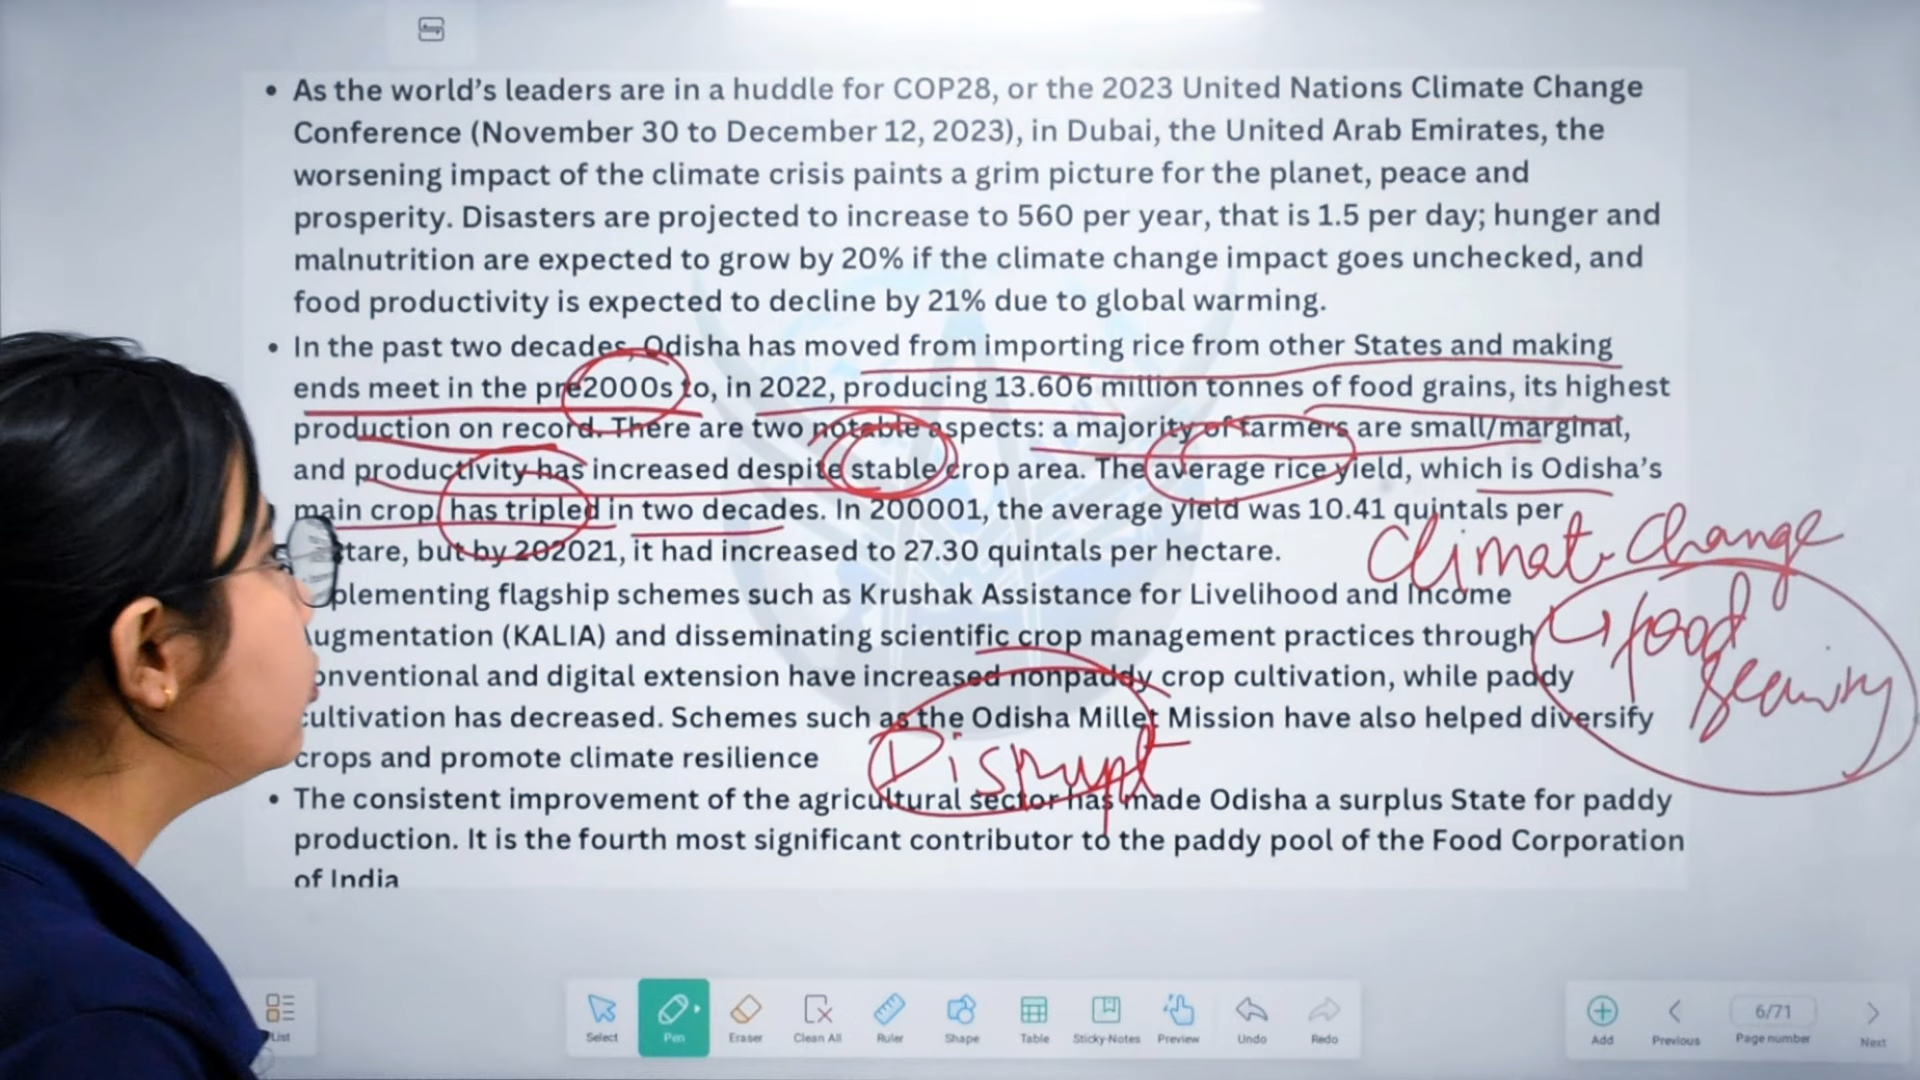 • As the world's leaders are in a huddle for COP28, or the 2023 United Nations Climate Change
Conference (November 30 to December 12, 2023), in Dubai, the United Arab Emirates, the
worsening impact of the climate crisis paints a grim picture for the planet, peace and
prosperity. Disasters are projected to increase to 560 per year, that is 1.5 per day; hunger and
malnutrition are expected to grow by 20% if the climate change impact goes unchecked, and
food productivity is expected to decline by 21% due to global warming.
• In the past two decades, Odisha has moved from importing rice from other States and making
ends meet in the pre2000s to, in 2022, producing 13.606 million tonnes of food grains, its highest
production on record. There are two notable aspects: a majority of farmers are small/marginal,
and productivity has increased despite stable crop area. The average rice yield, which is Odisha's
main crop, has tripled in two decades. In 200001, the average yield was 10.41 quintals per
tare, but by 202021, it had increased to 27.30 quintals per hectare.
Climate Change
plementing flagship schemes such as Krushak Assistance for Livelihood and Income
ugmentation (KALIA) and disseminating scientific crop management practices through
food
security
onventional and digital extension have increased nonpaddy crop cultivation, while paddy
cultivation has decreased. Schemes such as the Odisha Millet Mission have also helped diversify
crops and promote climate resilience
Disrupt
• The consistent improvement of the agricultural sector has made Odisha a surplus State for paddy
production. It is the fourth most significant contributor to the paddy pool of the Food Corporation
of India
List
Select Pen Eraser Clean All Ruler Shape Table Sticky-Notes Preview Undo Redo
6/71
Add Previous Page number Next